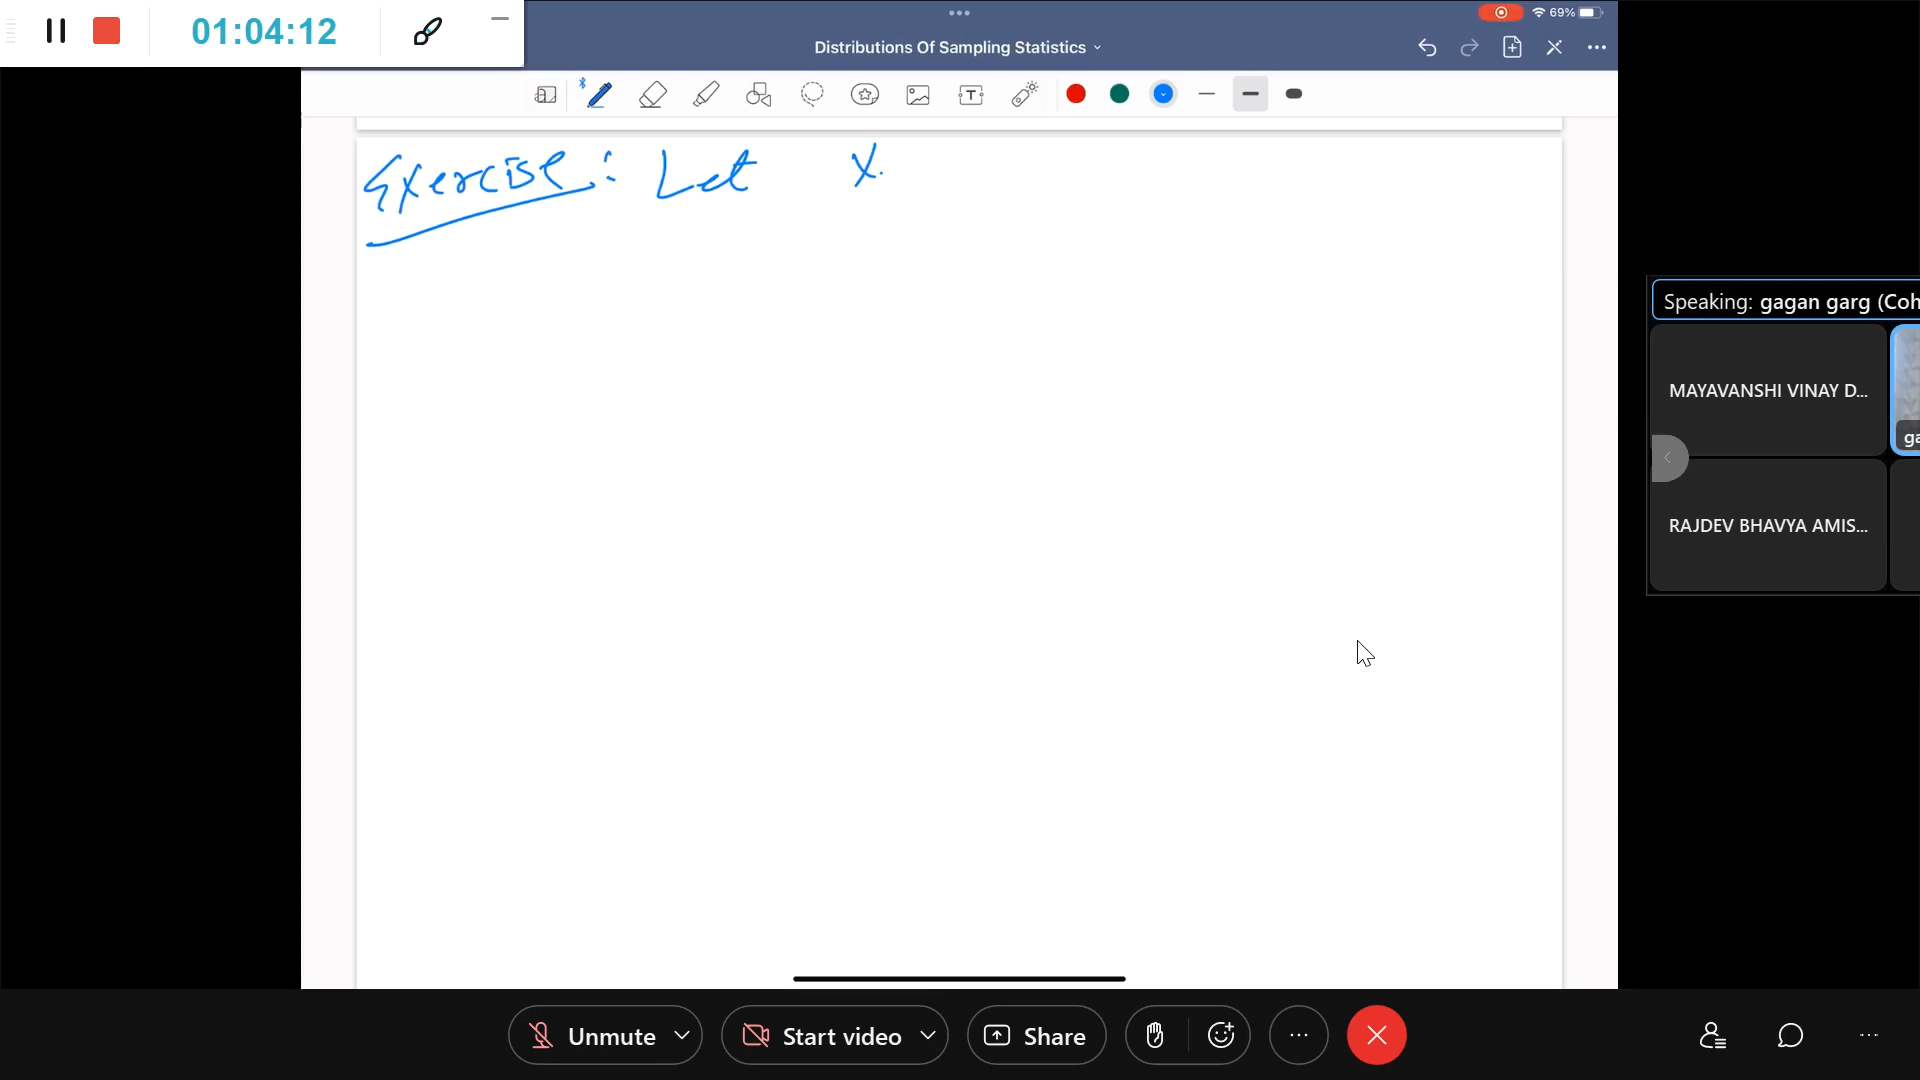 01:04:12
69%
Distributions Of Sampling Statistics
Exercise: Let X.
Speaking: gagan garg (Coh
MAYAVANSHI VINAY D...
ga
RAJDEV BHAVYA AMIS...
Unmute
Start video
Share